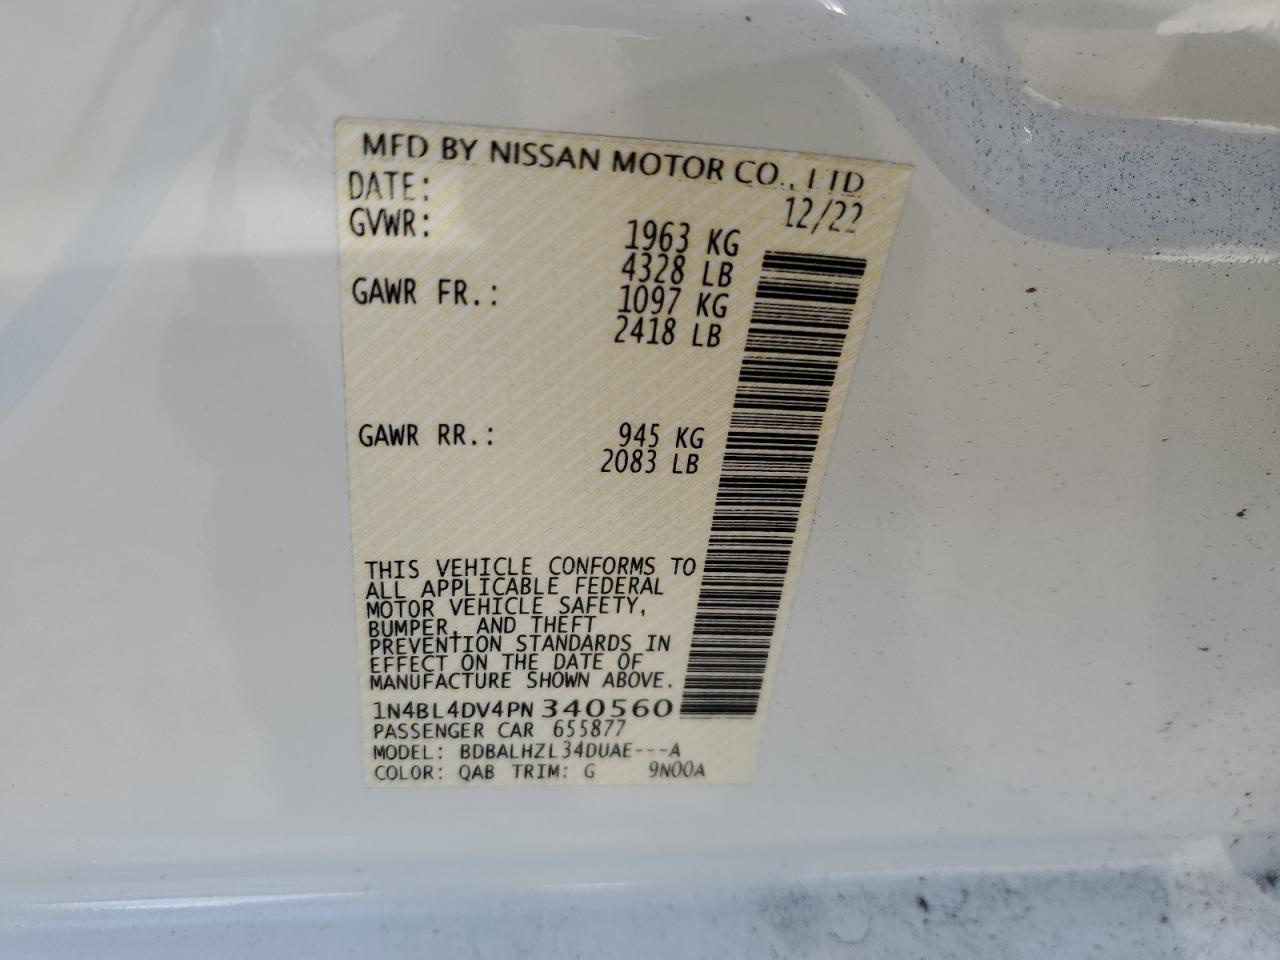 MFD BY NISSAN MOTOR CO., LTD
DATE: 12/22
GVWR: 1963 KG
4328 LB
GAWR FR.: 1097 KG
2418 LB
GAWR RR.: 945 KG
2083 LB
THIS VEHICLE CONFORMS TO
ALL APPLICABLE FEDERAL
MOTOR VEHICLE SAFETY,
BUMPER, AND THEFT
PREVENTION STANDARDS IN
EFFECT ON THE DATE OF
MANUFACTURE SHOWN ABOVE.
1N4BL4DV4PN340560
PASSENGER CAR 655877
MODEL: BDBALHZL34DUAE---A
COLOR: QAB TRIM: G 9N00A